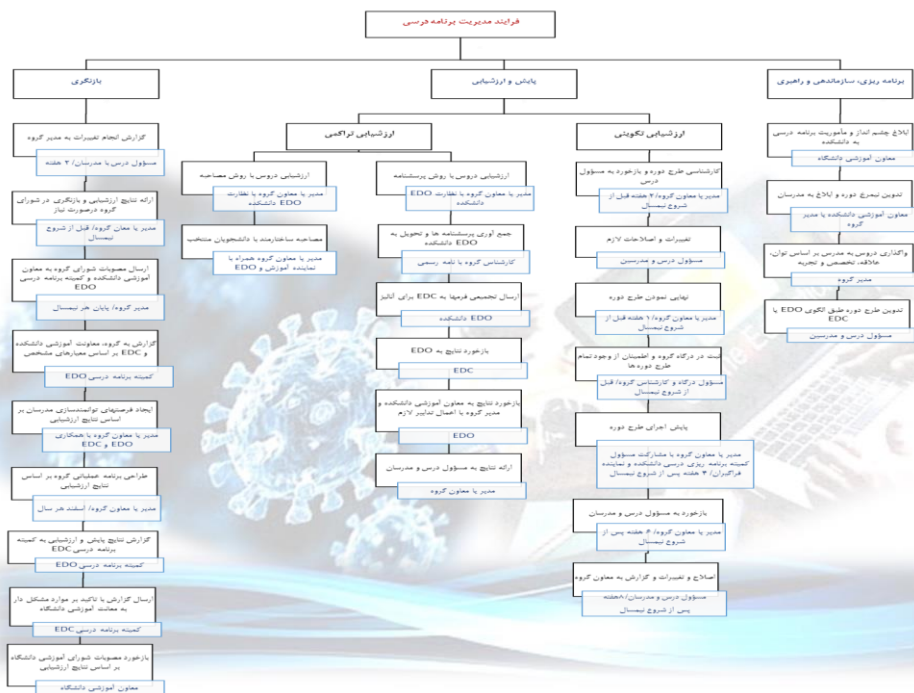 فرایند مدیریت برنامه درسی
برنامه ریزی، سازماندهی و راهبری
ابلاغ چشم انداز و مأموریت برنامه درسی
به دانشکده
معاون آموزشی دانشگاه
تدوین تیمرغ دوره و ابلاغ به مدرسان
معاون آموزشی دانشکده یا مدیر
گروه
واگذاری دروس به مدرس بر اساس توان،
علاقه، تخصص و تجربه
مدیر گروه
تدوین طرح دوره طبق الگوی EDO یا
EDC
مسؤول درس و مدرسین
پایش و ارزشیابی
ارزشیابی تکوینی
کارشناسی طرح دوره و بازخورد به مسؤول
درس
مدیر یا معاون گروه/ ۲ هفته قبل از
شروع نیمسال
تغییرات و اصلاحات لازم
مسؤول درس و مدرسین
نهایی نمودن طرح دوره
مدیر یا معاون گروه/ ۱ هفته قبل از
شروع نیمسال
ثبت در درگاه گروه و اطمینان از وجود تمام
طرح دوره ها
مسؤول درگاه و کارشناس گروه/ قبل
از شروع نیمسال
پایش اجرای طرح دوره
مدیر یا معاون گروه با مشارکت مسؤول
کمیته برنامه ریزی درسی دانشکده و نماینده
فراگیران/ ۳ هفته پس از شروع نیمسال
بازخورد به مسؤول درس و مدرسان
مدیر یا معاون گروه/ ۶ هفته پس از
شروع نیمسال
اصلاح و تغییرات و گزارش به معاون گروه
مسؤول درس و مدرسان/ ۸هفته
پس از شروع نیمسال
ارزشیابی تراکمی
ارزشیابی دروس با روش پرسشنامه
مدیر یا معاون گروه با نظارت EDO
دانشکده
جمع آوری پرسشنامه ها و تحویل به
EDO دانشکده
کارشناس گروه با نامه رسمی
ارسال تجمیعی فرمها به EDC برای آنالیز
EDO دانشکده
بازخورد نتایج به EDO
EDC
بازخورد نتایج به معاون آموزشی دانشکده و
مدیر گروه با اعمال تدابیر لازم
EDO
ارائه نتایج به مسؤول درس و مدرسان
مدیر یا معاون گروه
ارزشیابی دروس با روش مصاحبه
مدیر یا معاون گروه با نظارت
EDO دانشکده
مصاحبه ساختارمند با دانشجویان منتخب
مدیر یا معاون گروه همراه با
نماینده آموزش و EDO
بازنگری
گزارش انجام تغییرات به مدیر گروه
مسؤول درس با مدرسان/ ۲ هفته
ارائه نتایج ارزشیابی و بازنگری در شورای
گروه درصورت نیاز
مدیر یا معان گروه/ قبل از شروع
نیمسال
ارسال مصوبات شورای گروه به معاون
آموزشی دانشکده و کمیته برنامه درسی
EDO
مدیر گروه/ پایان هر نیمسال
گزارش به گروه، معاونت آموزشی دانشکده
و EDC بر اساس معیارهای مشخص
کمیته برنامه درسی EDO
ایجاد فرصتهای توانمندسازی مدرسان بر
اساس نتایج ارزشیابی
مدیر یا معاون گروه با همکاری
EDO و EDC
طراحی برنامه عملیاتی گروه بر اساس
نتایج ارزشیابی
مدیر یا معاون گروه/ اسفند هر سال
گزارش نتایج پایش و ارزشیابی به کمیته
برنامه درسی EDC
کمیته برنامه درسی EDO
ارسال گزارش با تاکید بر موارد مشکل دار
به معانت آموزشی دانشگاه
کمیته برنامه درسی EDC
بازخورد مصوبات شورای آموزشی دانشگاه
بر اساس نتایج ارزشیابی
معاون آموزشی دانشگاه